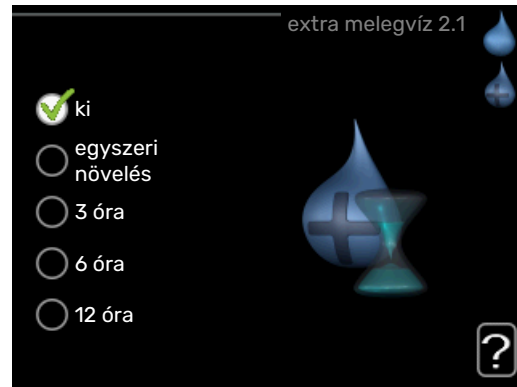 extra melegvíz 2.1
ki
egyszeri
növelés
3 óra
6 óra
12 óra
?